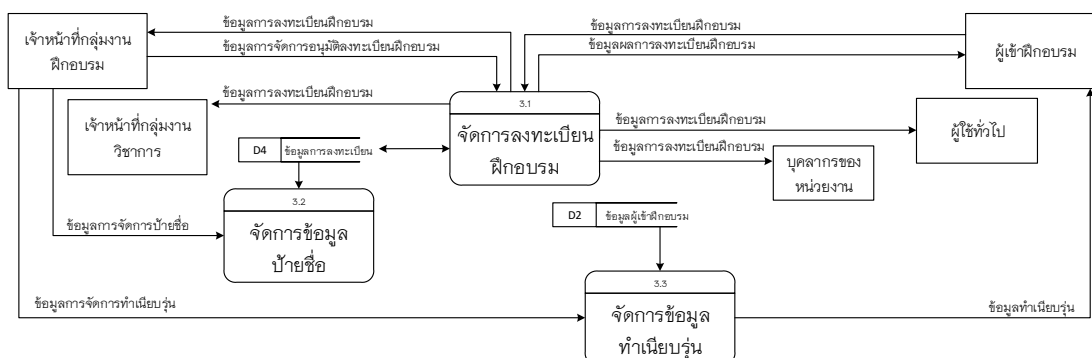 ข้อมูลการลงทะเบียนฝึกอบรม
ข้อมูลการลงทะเบียนฝึกอบรม
เจ้าหน้าที่กลุ่มงาน
ฝึกอบรม
ข้อมูลการจัดการอนุมัติลงทะเบียนฝึกอบรม
ข้อมูลผลการลงทะเบียนฝึกอบรม
ผู้เข้าฝึกอบรม
ข้อมูลการลงทะเบียนฝึกอบรม
3.1
จัดการลงทะเบียน
ฝึกอบรม
เจ้าหน้าที่กลุ่มงาน
วิชาการ
ข้อมูลการลงทะเบียนฝึกอบรม
ผู้ใช้ทั่วไป
D4
ข้อมูลการลงทะเบียน
ข้อมูลการลงทะเบียนฝึกอบรม
บุคลากรของ
หน่วยงาน
3.2
จัดการข้อมูล
ป้ายชื่อ
ข้อมูลการจัดการป้ายชื่อ
D2
ข้อมูลผู้เข้าฝึกอบรม
3.3
จัดการข้อมูล
ทำเนียบรุ่น
ข้อมูลการจัดการทำเนียบรุ่น
ข้อมูลทำเนียบรุ่น